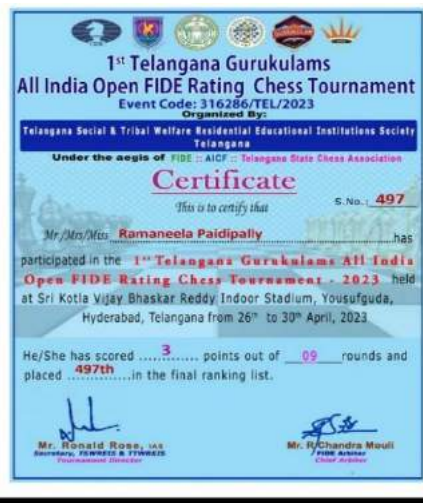 1st Telangana Gurukulams
All India Open FIDE Rating Chess Tournament
Event Code: 316286/TEL/2023
Organized By:
Telangana Social & Tribal Welfare Residential Educational Institutions Society
Telangana
Under the aegis of FIDE :: AICF :: Telangana State Chess Association
Certificate
This is to certify that
S.No.: 497
Mr/Mrs/Miss Ramaneela Paidipally has
participated in the 1st Telangana Gurukulams All India
Open FIDE Rating Chess Tournament - 2023 held
at Sri Kotla Vijay Bhaskar Reddy Indoor Stadium, Yousufguda,
Hyderabad, Telangana from 26th to 30th April, 2023
He/She has scored ......3...... points out of 09 rounds and
placed 497th in the final ranking list.
Mr. Ronald Rose, IAS
Secretary, TSWREIS & TTWREIS
Tournament Director
Mr. R Chandra Mouli
FIDE Arbiter
Chief Arbiter